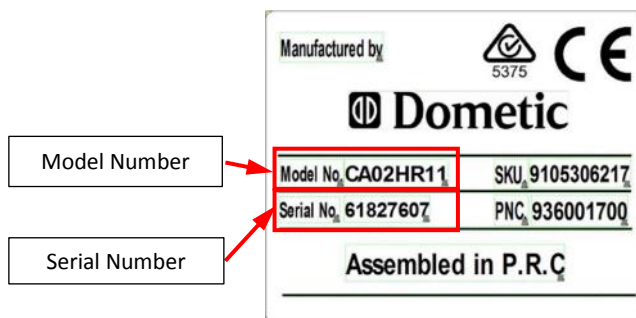 Manufactured by
5375
CE
Dometic
Model Number
Model No. CA02HR11 SKU. 9105306217
Serial No. 61827607 PNC. 936001700
Serial Number
Assembled in P.R.C